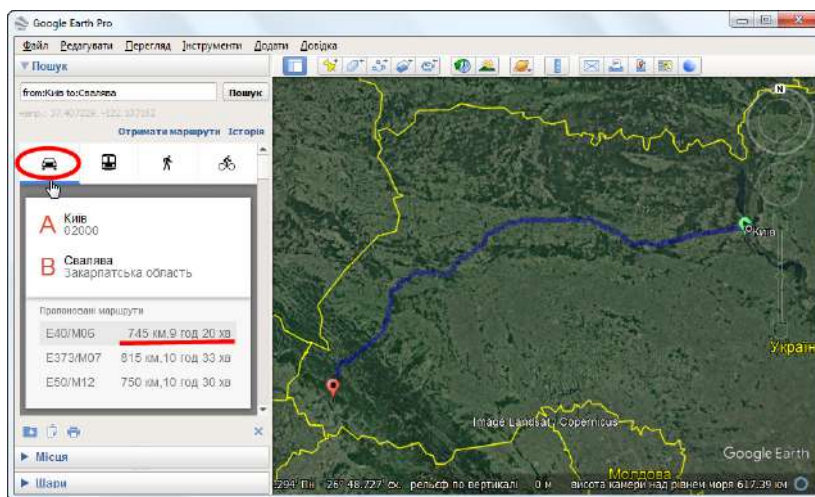 Google Earth Pro
Файл Редагувати Перегляд Інструменти Додати Довідка
Пошук
from:Київ to:Свалява Пошук
Отримати маршрути Історія
A Київ
02000
B Свалява
Закарпатська область
Пропоновані маршрути
E40/M06 745 км,9 год 20 хв
E373/M07 815 км,10 год 33 хв
E50/M12 750 км,10 год 30 хв
Місця
Шари
N
Київ
Україн
Image Landsat / Copernicus
Google Earth
Молдова
.294' Пн 26° 48.727' сх. рельєф по вертикалі 0 м висота камери над рівнем моря 617.39 км